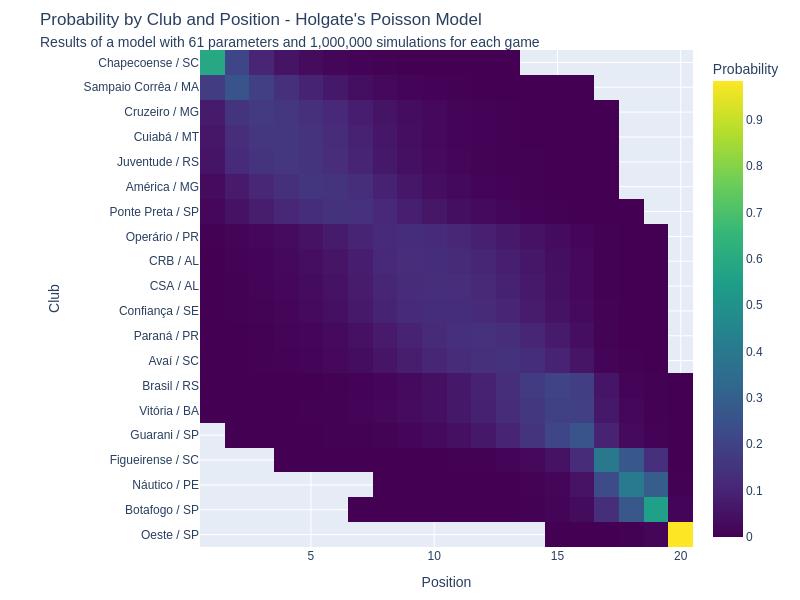 Probability by Club and Position - Holgate's Poisson Model
Results of a model with 61 parameters and 1,000,000 simulations for each game
Probability
Chapecoense / SC
Sampaio Corrêa / MA
Cruzeiro / MG
Cuiabá / MT
Juventude / RS
América / MG
Ponte Preta / SP
Operário / PR
CRB / AL
CSA / AL
Confiança / SE
Paraná / PR
Avaí / SC
Brasil / RS
Vitória / BA
Guarani / SP
Figueirense / SC
Náutico / PE
Botafogo / SP
Oeste / SP
Club
0.9
0.8
0.7
0.6
0.5
0.4
0.3
0.2
0.1
0
5 10 15 20
Position